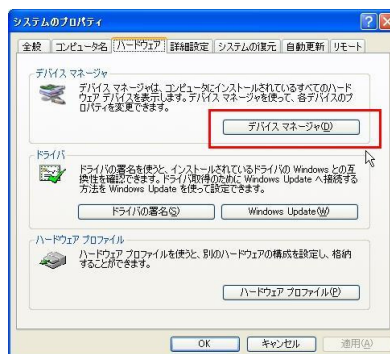 システムのプロパティ
全般 コンピュータ名 ハードウェア 詳細設定 システムの復元 自動更新 リモート
デバイス マネージャ
デバイス マネージャは、コンピュータにインストールされているすべてのハード
ウェア デバイスを表示します。デバイス マネージャを使って、各デバイスのプ
ロパティを変更できます。
デバイス マネージャ(D)
ドライバ
ドライバの署名を使うと、インストールされているドライバの Windows との互
換性を確認できます。ドライバ取得のために Windows Update へ接続する
方法を Windows Update を使って設定できます。
ドライバの署名(S) Windows Update(W)
ハードウェア プロファイル
ハードウェア プロファイルを使うと、別のハードウェアの構成を設定し、格納
することができます。
ハードウェア プロファイル(P)
OK キャンセル 適用(A)